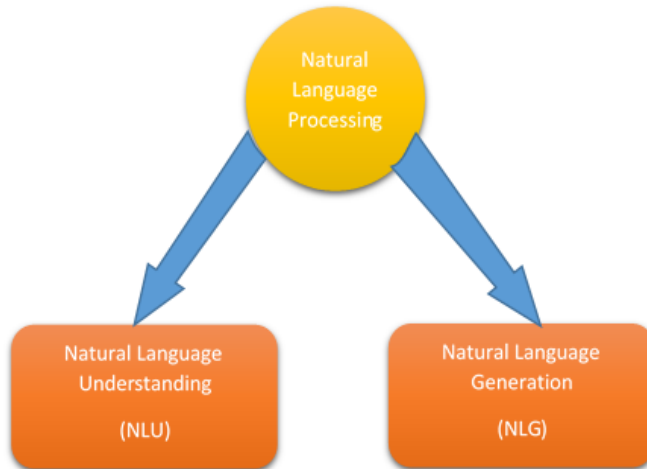 Natural
Language
Processing
Natural Language
Understanding
(NLU)
Natural Language
Generation
(NLG)